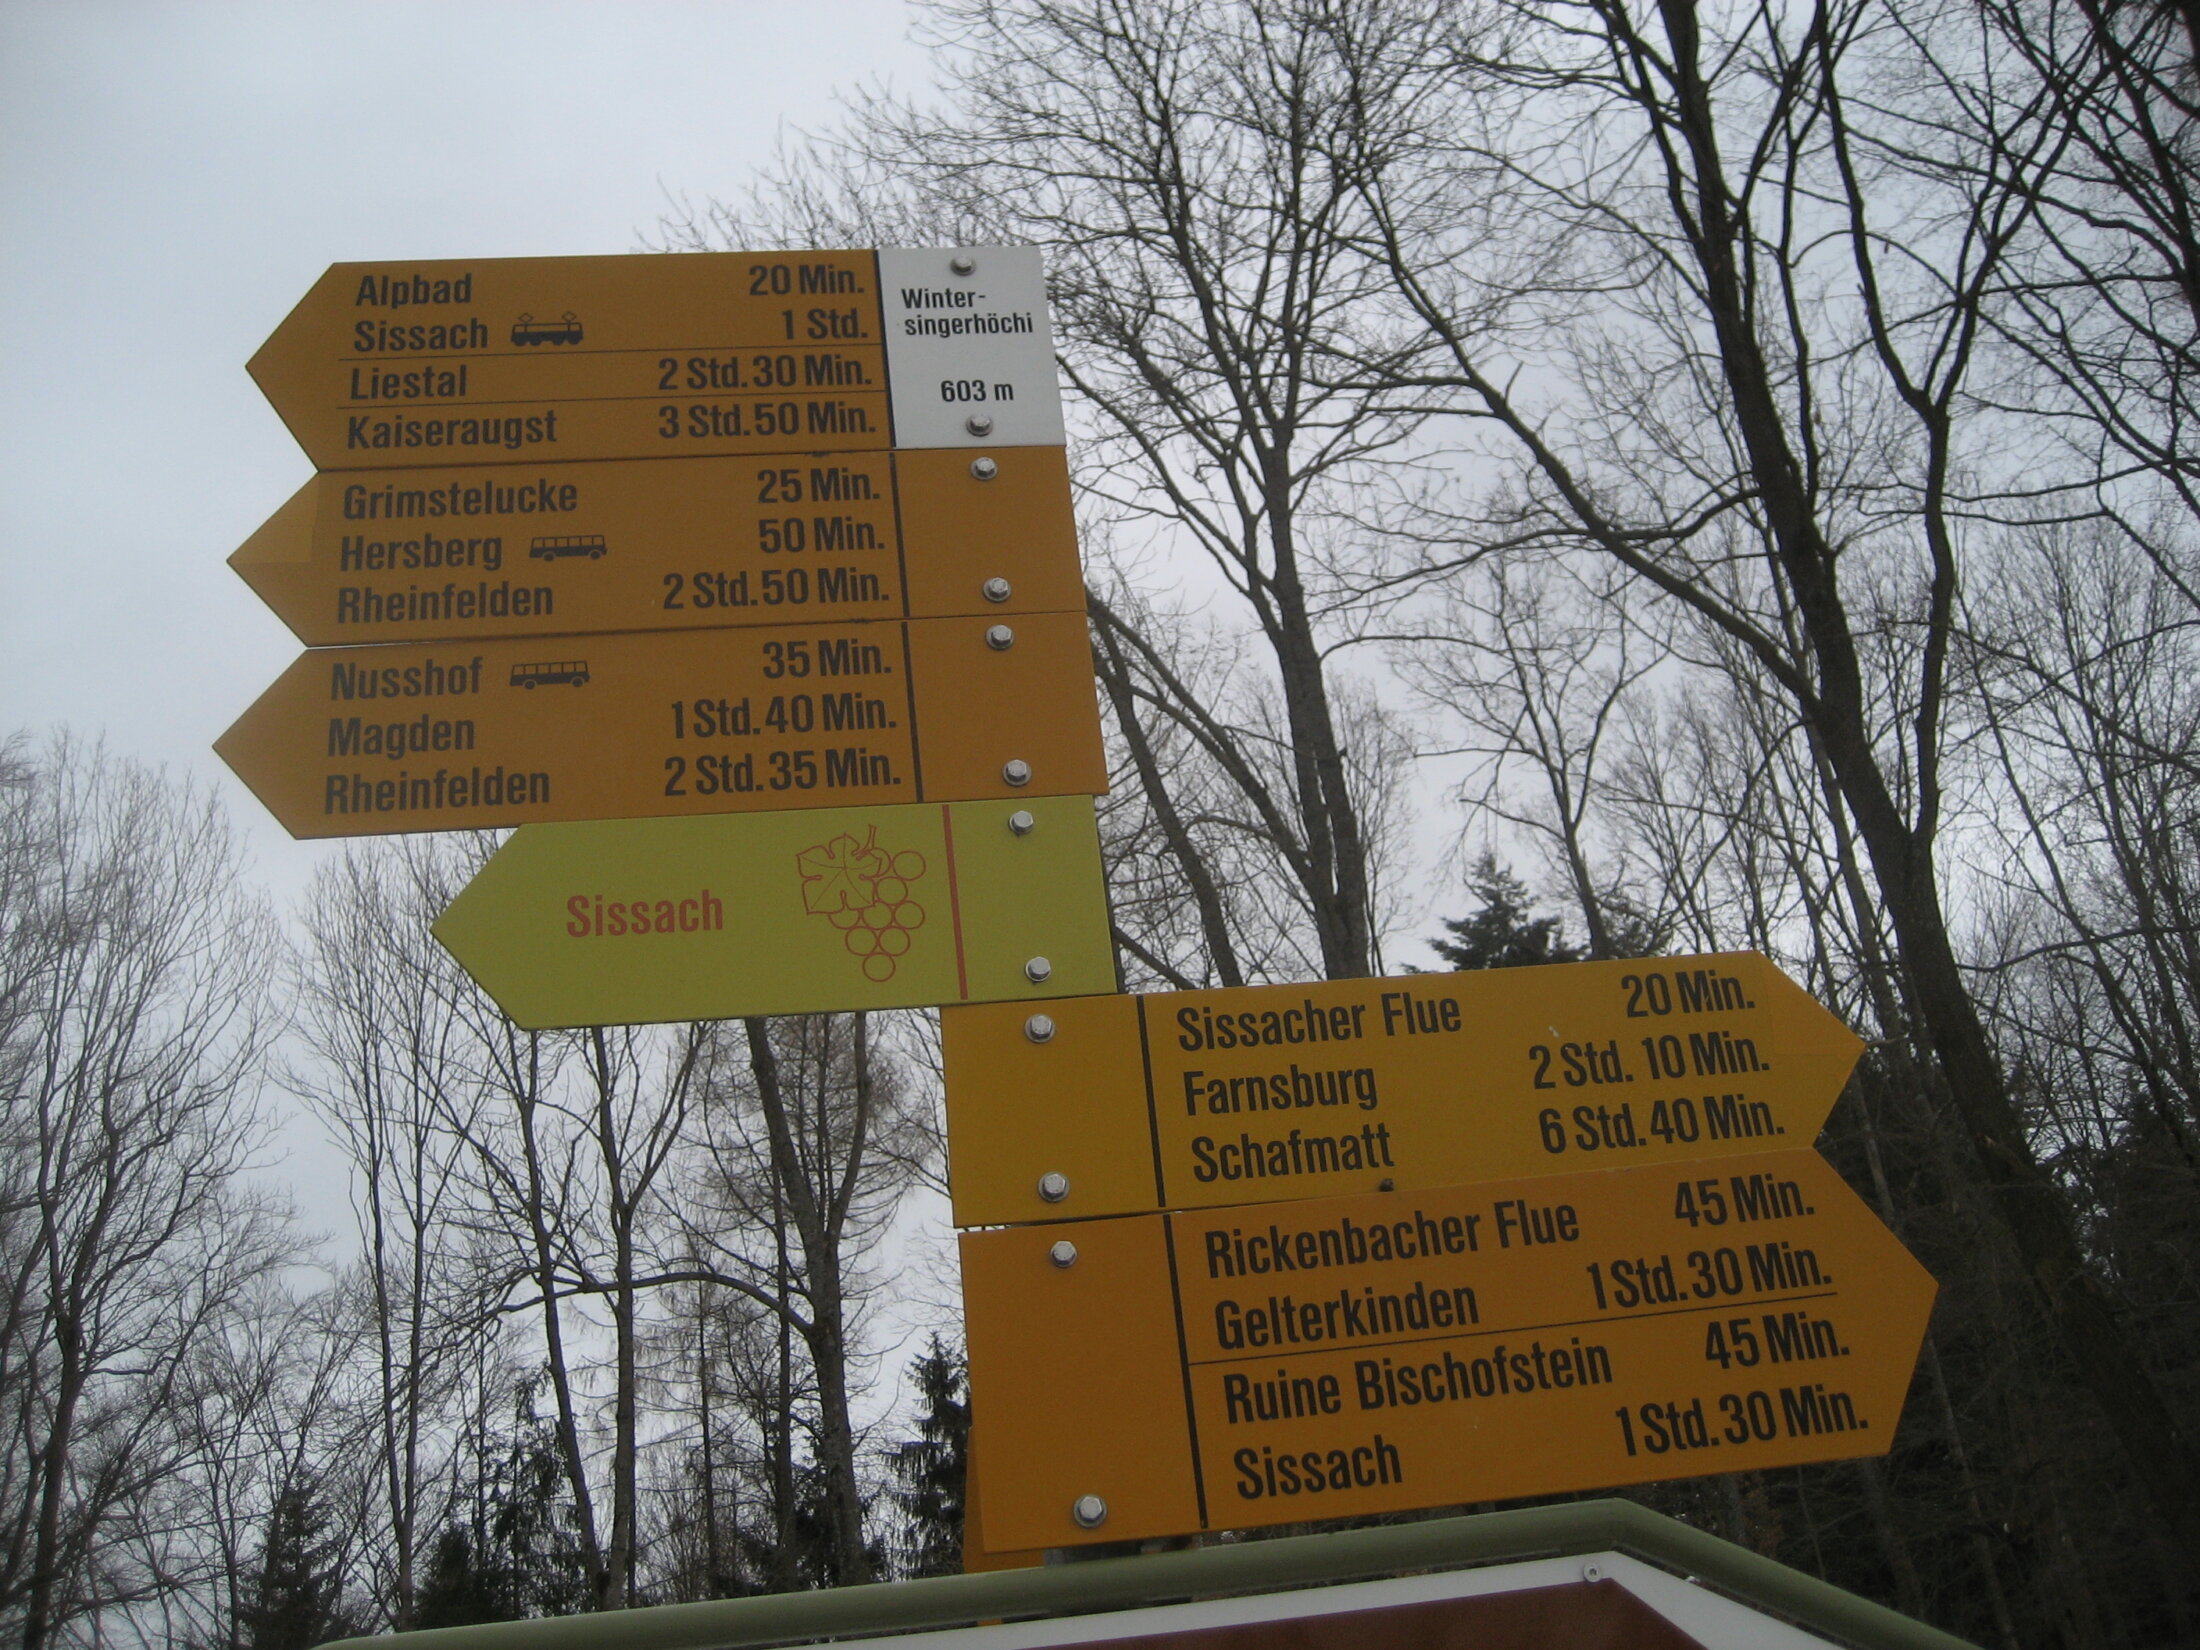 Alpbad 20 Min.
Sissach 1 Std.
Liestal 2 Std. 30 Min.
Kaiseraugst 3 Std. 50 Min.
Winter-
singerhöchi
603 m
Grimstelucke 25 Min.
Hersberg 50 Min.
Rheinfelden 2 Std. 50 Min.
Nusshof 35 Min.
Magden 1 Std. 40 Min.
Rheinfelden 2 Std. 35 Min.
Sissach
Sissacher Flue 20 Min.
Farnsburg 2 Std. 10 Min.
Schafmatt 6 Std. 40 Min.
Rickenbacher Flue 45 Min.
Gelterkinden 1 Std. 30 Min.
Ruine Bischofstein 45 Min.
Sissach 1 Std. 30 Min.